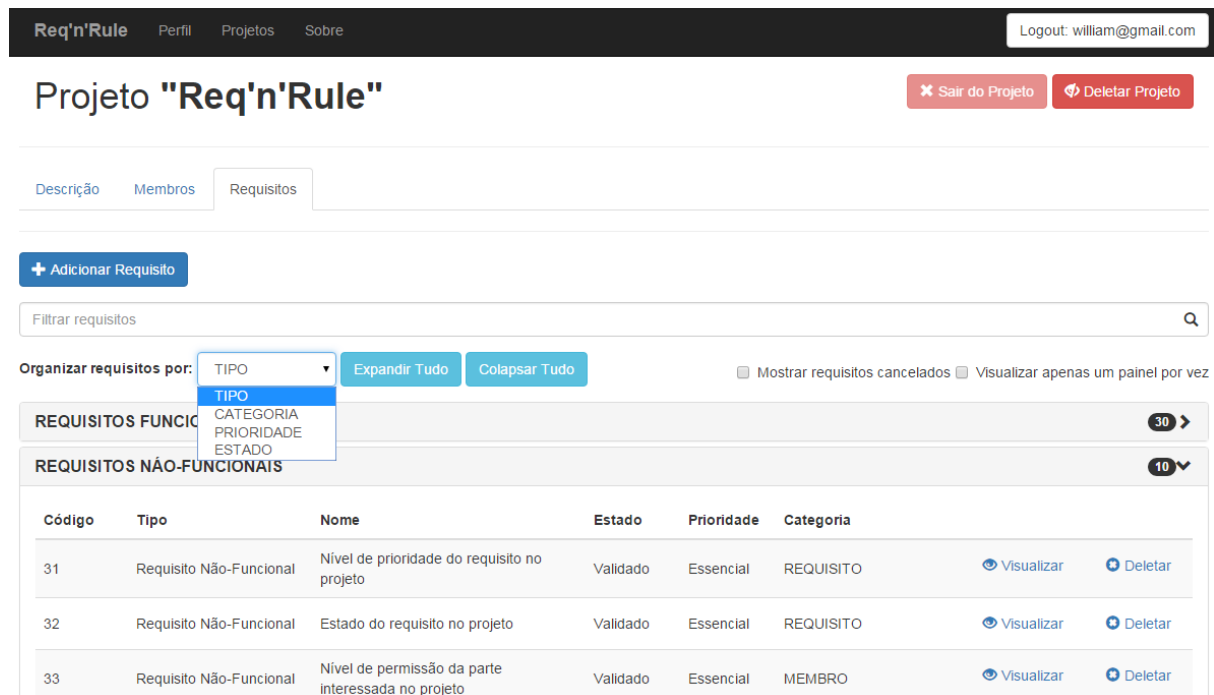 Req'n'Rule Perfil Projetos Sobre Logout: william@gmail.com
Projeto "Req'n'Rule" Sair do Projeto Deletar Projeto
Descrição Membros Requisitos
Adicionar Requisito
Filtrar requisitos
Organizar requisitos por: TIPO Expandir Tudo Colapsar Tudo Mostrar requisitos cancelados Visualizar apenas um painel por vez
TIPO
CATEGORIA
PRIORIDADE
ESTADO
REQUISITOS 30
REQUISITOS NÃO-FUNCIONAIS 10
Código Tipo Nome Estado Prioridade Categoria
31 Requisito Não-Funcional Nível de prioridade do requisito no projeto Validado Essencial REQUISITO Visualizar Deletar
32 Requisito Não-Funcional Estado do requisito no projeto Validado Essencial REQUISITO Visualizar Deletar
33 Requisito Não-Funcional Nível de permissão da parte interessada no projeto Validado Essencial MEMBRO Visualizar Deletar